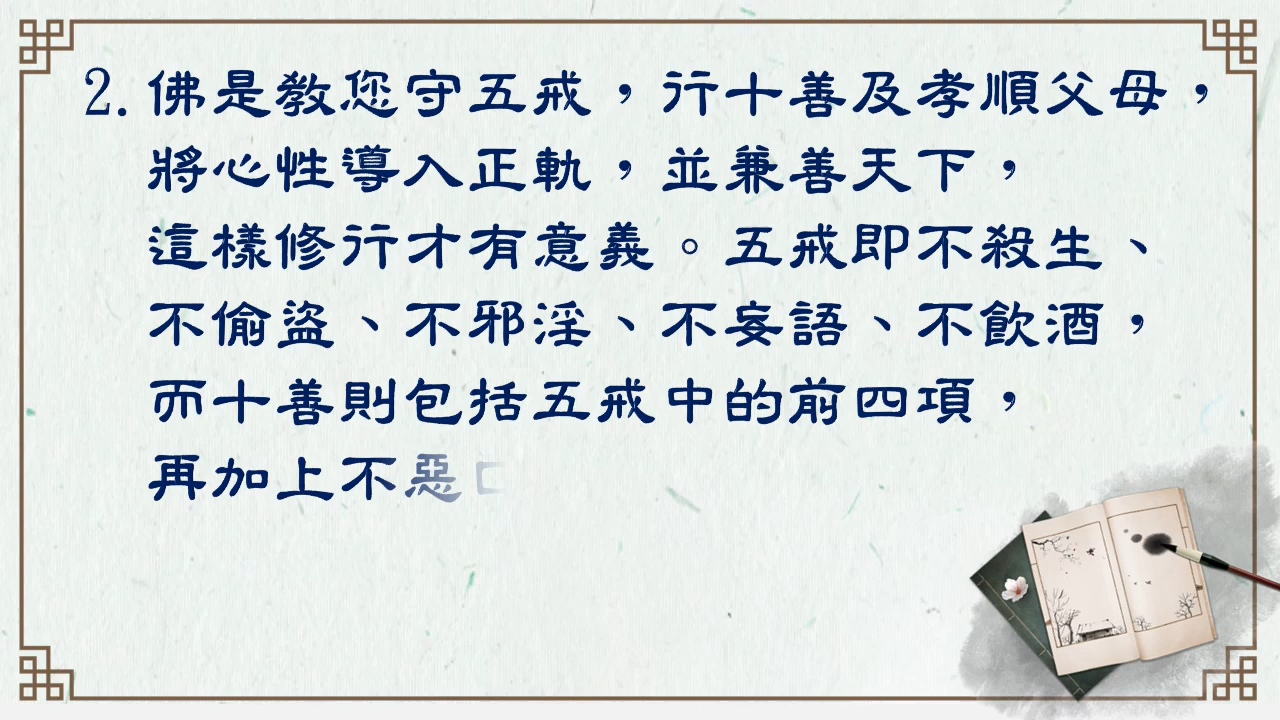 2. 佛是教您守五戒，行十善及孝順父母，
將心性導入正軌，並兼善天下，
這樣修行才有意義。五戒即不殺生、
不偷盜、不邪淫、不妄語、不飲酒，
而十善則包括五戒中的前四項，
再加上不惡